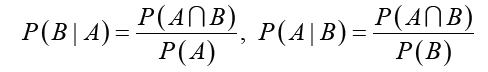 P(B | A) = P(A∩B) / P(A), P(A | B) = P(A∩B) / P(B)